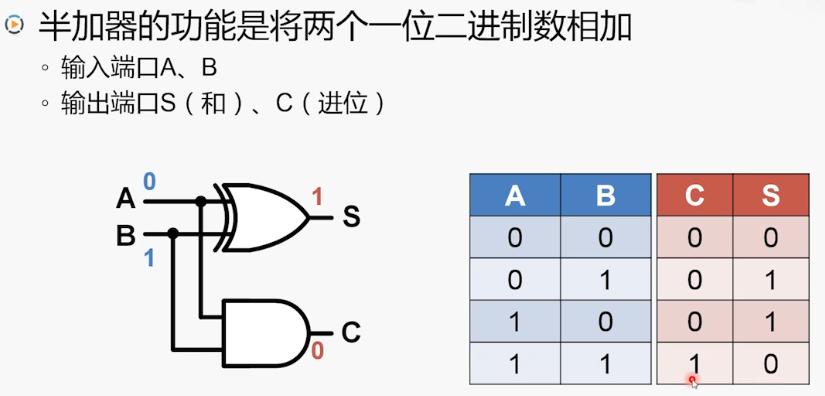 半加器的功能是将两个一位二进制数相加
◦ 输入端口A、B
◦ 输出端口S（和）、C（进位）
A 0
B 1
1 S
0 C
A B C S
0 0 0 0
0 1 0 1
1 0 0 1
1 1 1 0